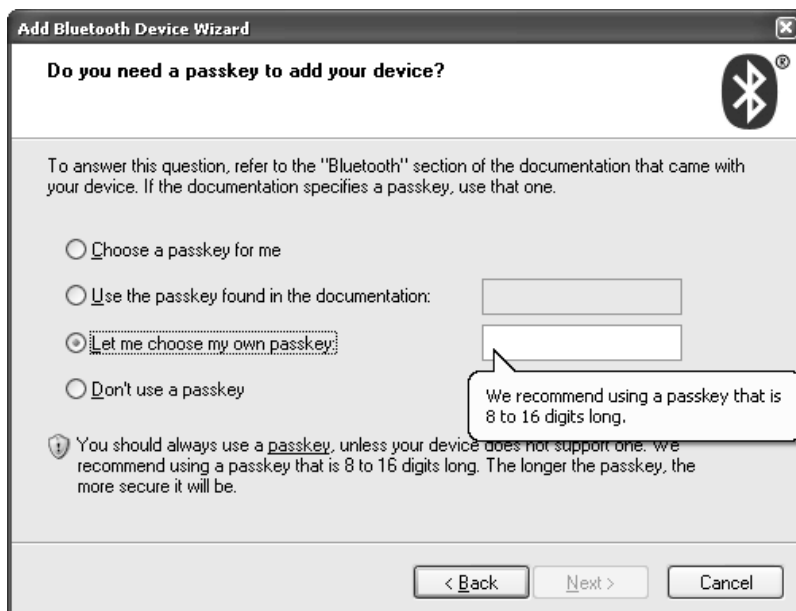 Add Bluetooth Device Wizard
Do you need a passkey to add your device?
®
To answer this question, refer to the "Bluetooth" section of the documentation that came with
your device. If the documentation specifies a passkey, use that one.
Choose a passkey for me
Use the passkey found in the documentation:
Let me choose my own passkey:
Don't use a passkey
We recommend using a passkey that is
8 to 16 digits long.
You should always use a passkey, unless your device does not support one. We
recommend using a passkey that is 8 to 16 digits long. The longer the passkey, the
more secure it will be.
< Back
Next >
Cancel